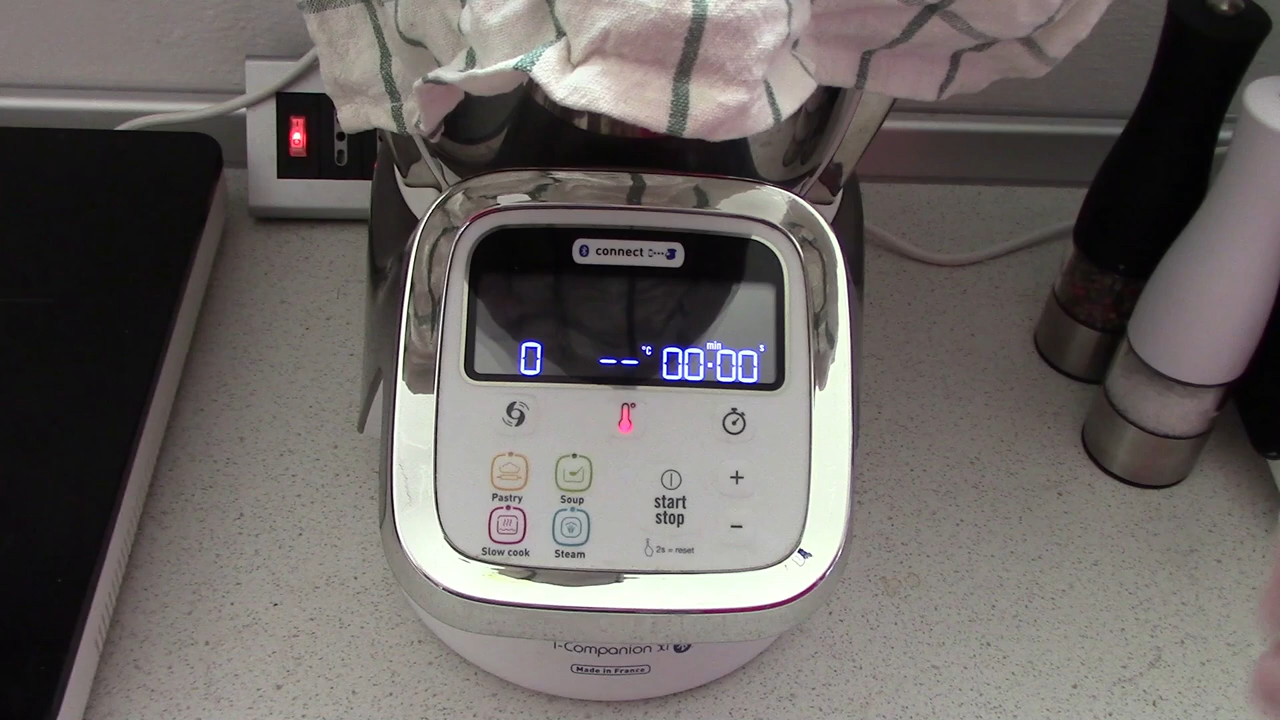 connect
0 --°C 00:00
min s
Pastry Soup
start
stop
Slow cook Steam
2s = reset
i-Companion XL
Made in France